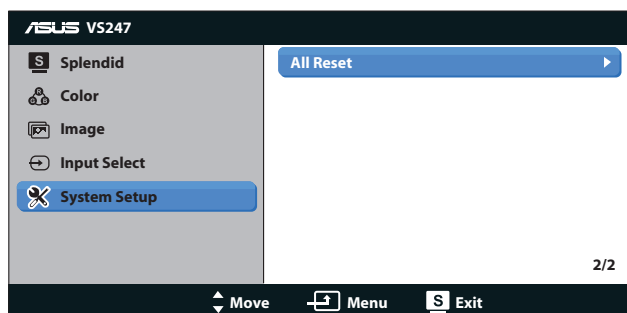 ASUS VS247
S Splendid
All Reset
R G B Color
Image
Input Select
System Setup
2/2
Move Menu S Exit